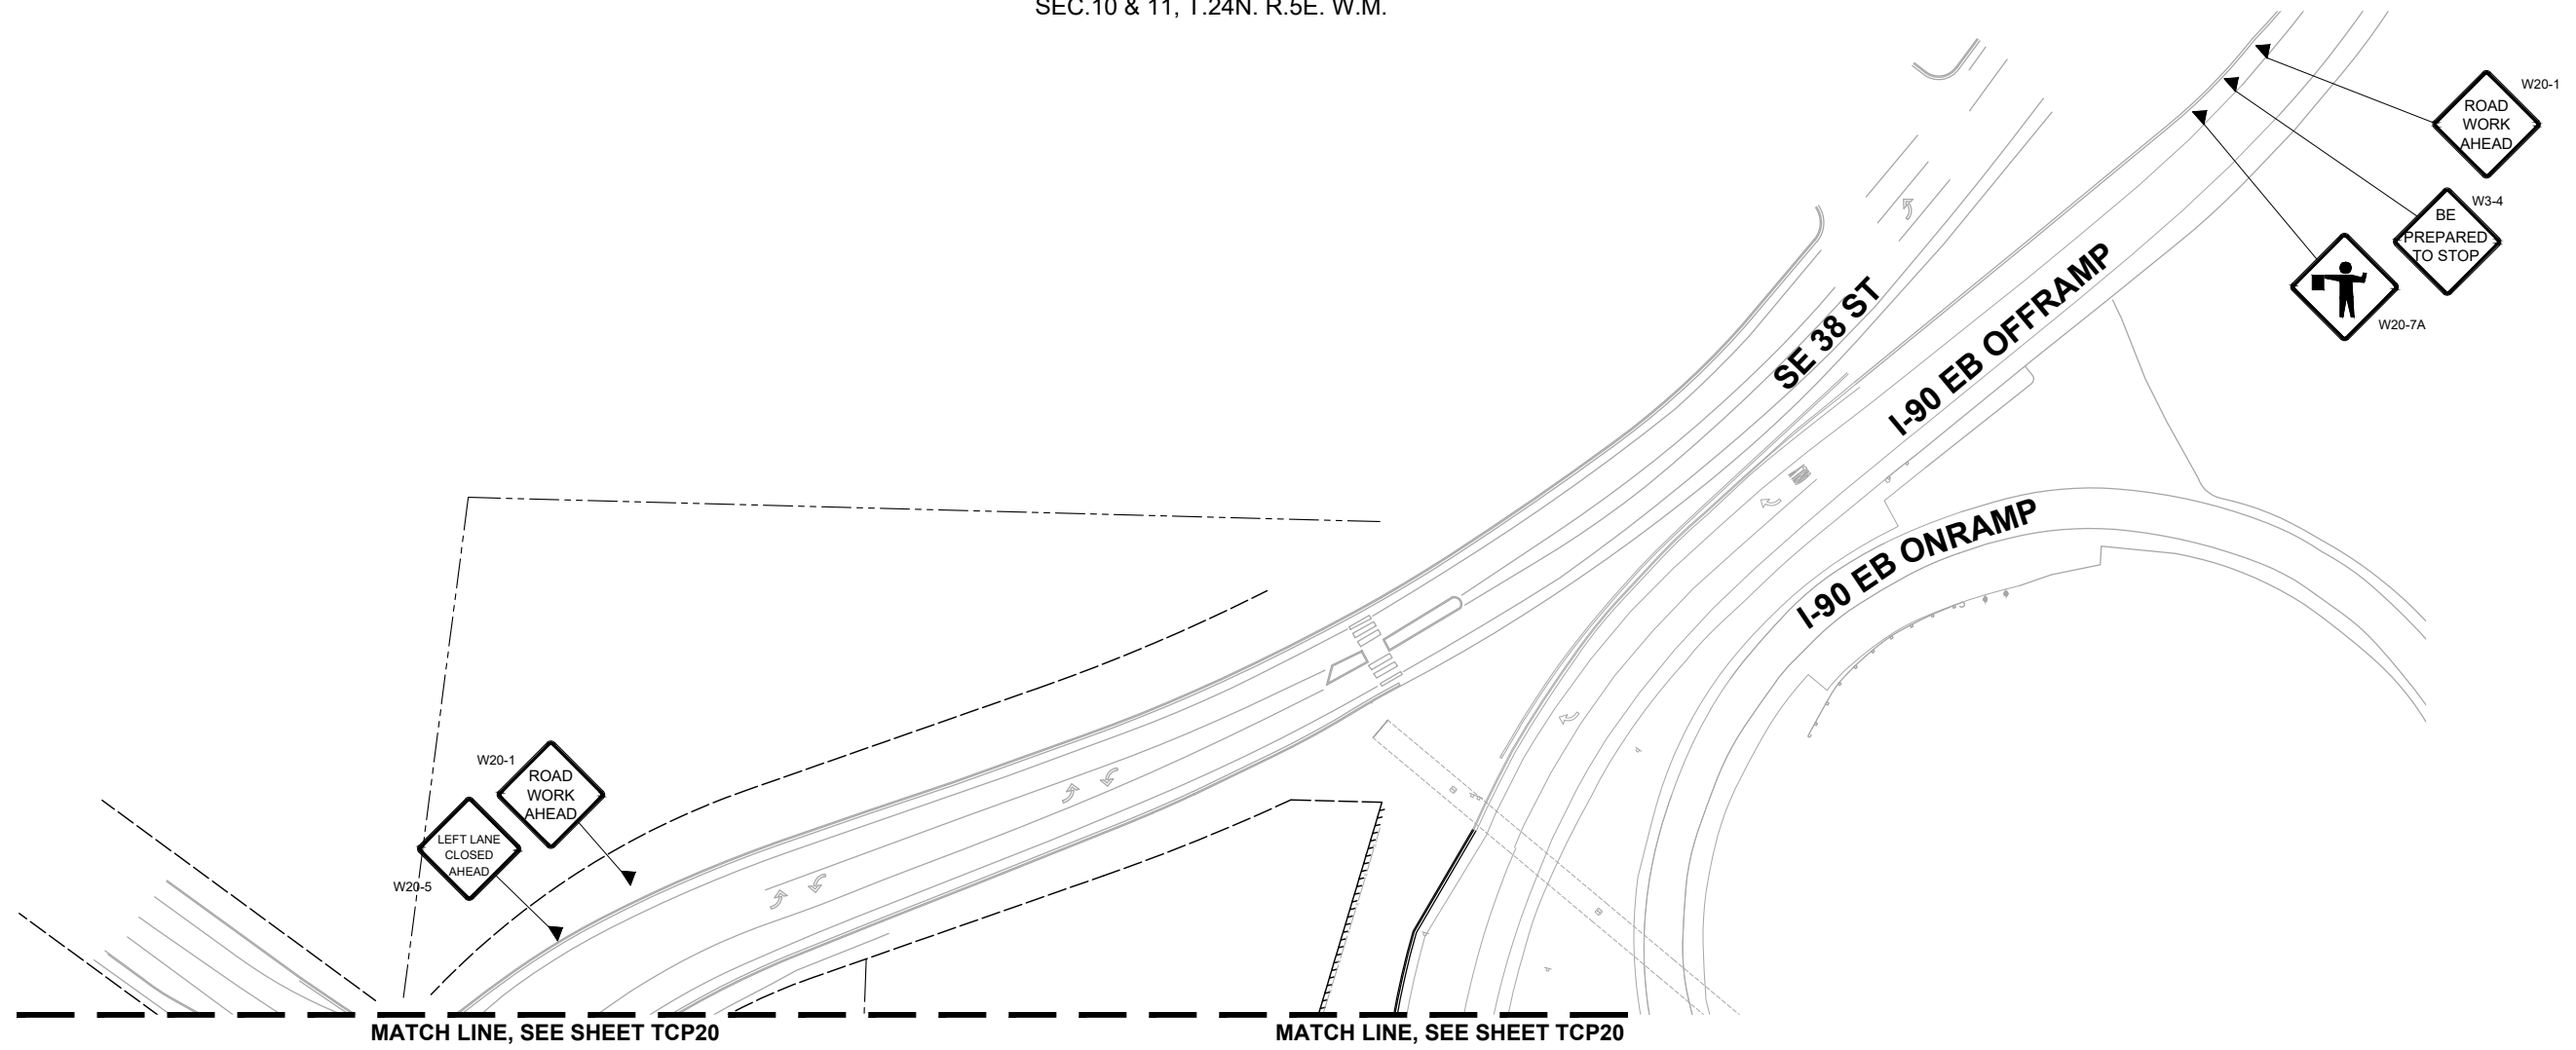 SEC.10 & 11, T.24N. R.5E. W.M.
W20-1
ROAD
WORK
AHEAD
W3-4
BE
PREPARED
TO STOP
W20-7A
SE 38 ST
I-90 EB OFFRAMP
I-90 EB ONRAMP
W20-1
ROAD
WORK
AHEAD
LEFT LANE
CLOSED
AHEAD
W20-5
MATCH LINE, SEE SHEET TCP20
MATCH LINE, SEE SHEET TCP20